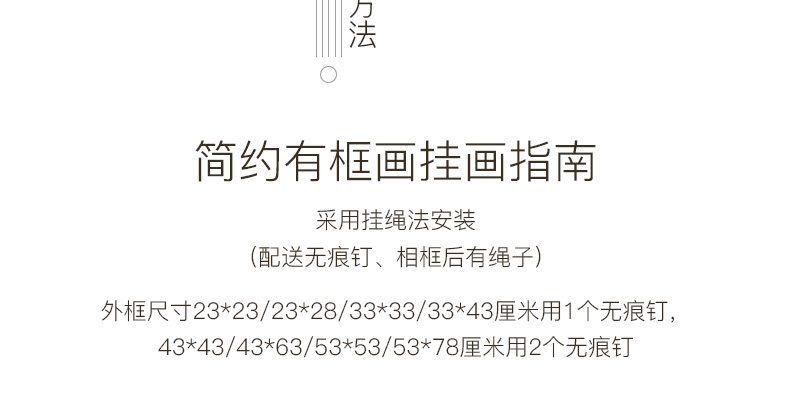 方法
简约有框画挂画指南
采用挂绳法安装
（配送无痕钉、相框后有绳子）
外框尺寸23*23/23*28/33*33/33*43厘米用1个无痕钉，
43*43/43*63/53*53/53*78厘米用2个无痕钉